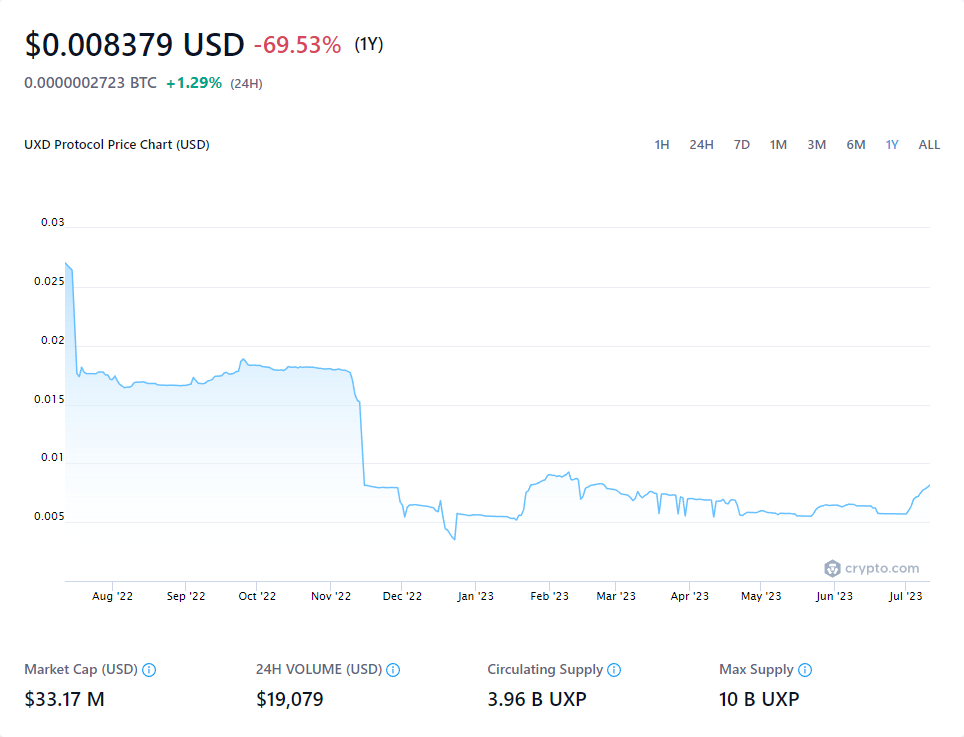 $0.008379 USD -69.53% (1Y)
0.0000002723 BTC +1.29% (24H)
UXD Protocol Price Chart (USD) 1H 24H 7D 1M 3M 6M 1Y ALL
0.03
0.025
0.02
0.015
0.01
0.005
crypto.com
Aug '22 Sep '22 Oct '22 Nov '22 Dec '22 Jan '23 Feb '23 Mar '23 Apr '23 May '23 Jun '23 Jul '23
Market Cap (USD) 24H VOLUME (USD) Circulating Supply Max Supply
$33.17 M $19,079 3.96 B UXP 10 B UXP